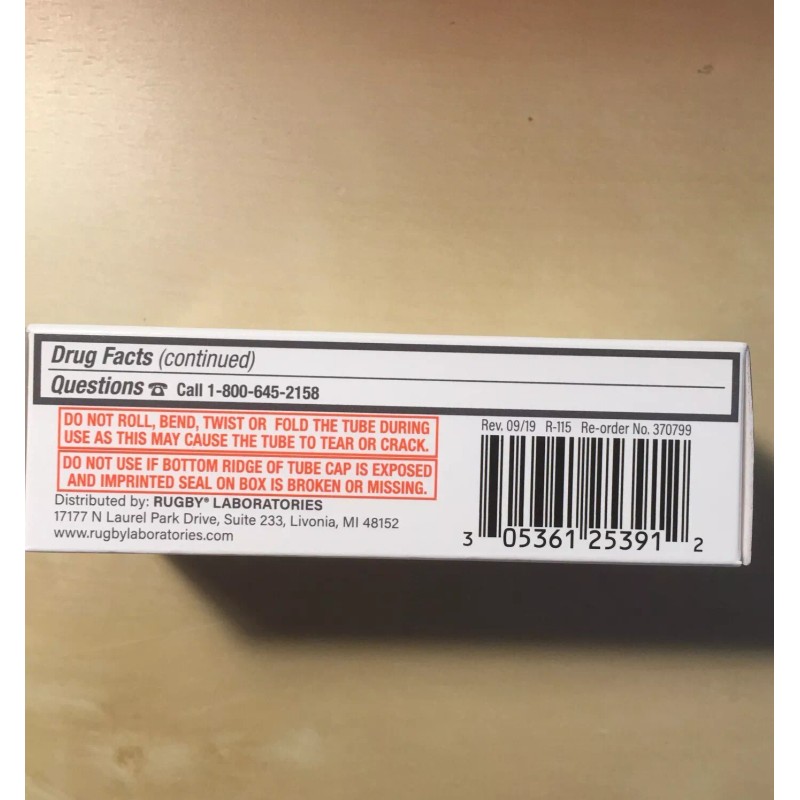 Drug Facts (continued)
Questions ☎ Call 1-800-645-2158
DO NOT ROLL, BEND, TWIST OR FOLD THE TUBE DURING
USE AS THIS MAY CAUSE THE TUBE TO TEAR OR CRACK.
DO NOT USE IF BOTTOM RIDGE OF TUBE CAP IS EXPOSED
AND IMPRINTED SEAL ON BOX IS BROKEN OR MISSING.
Distributed by: RUGBY® LABORATORIES
17177 N Laurel Park Drive, Suite 233, Livonia, MI 48152
www.rugbylaboratories.com
Rev. 09/19 R-115 Re-order No. 370799
3 05361 25391 2